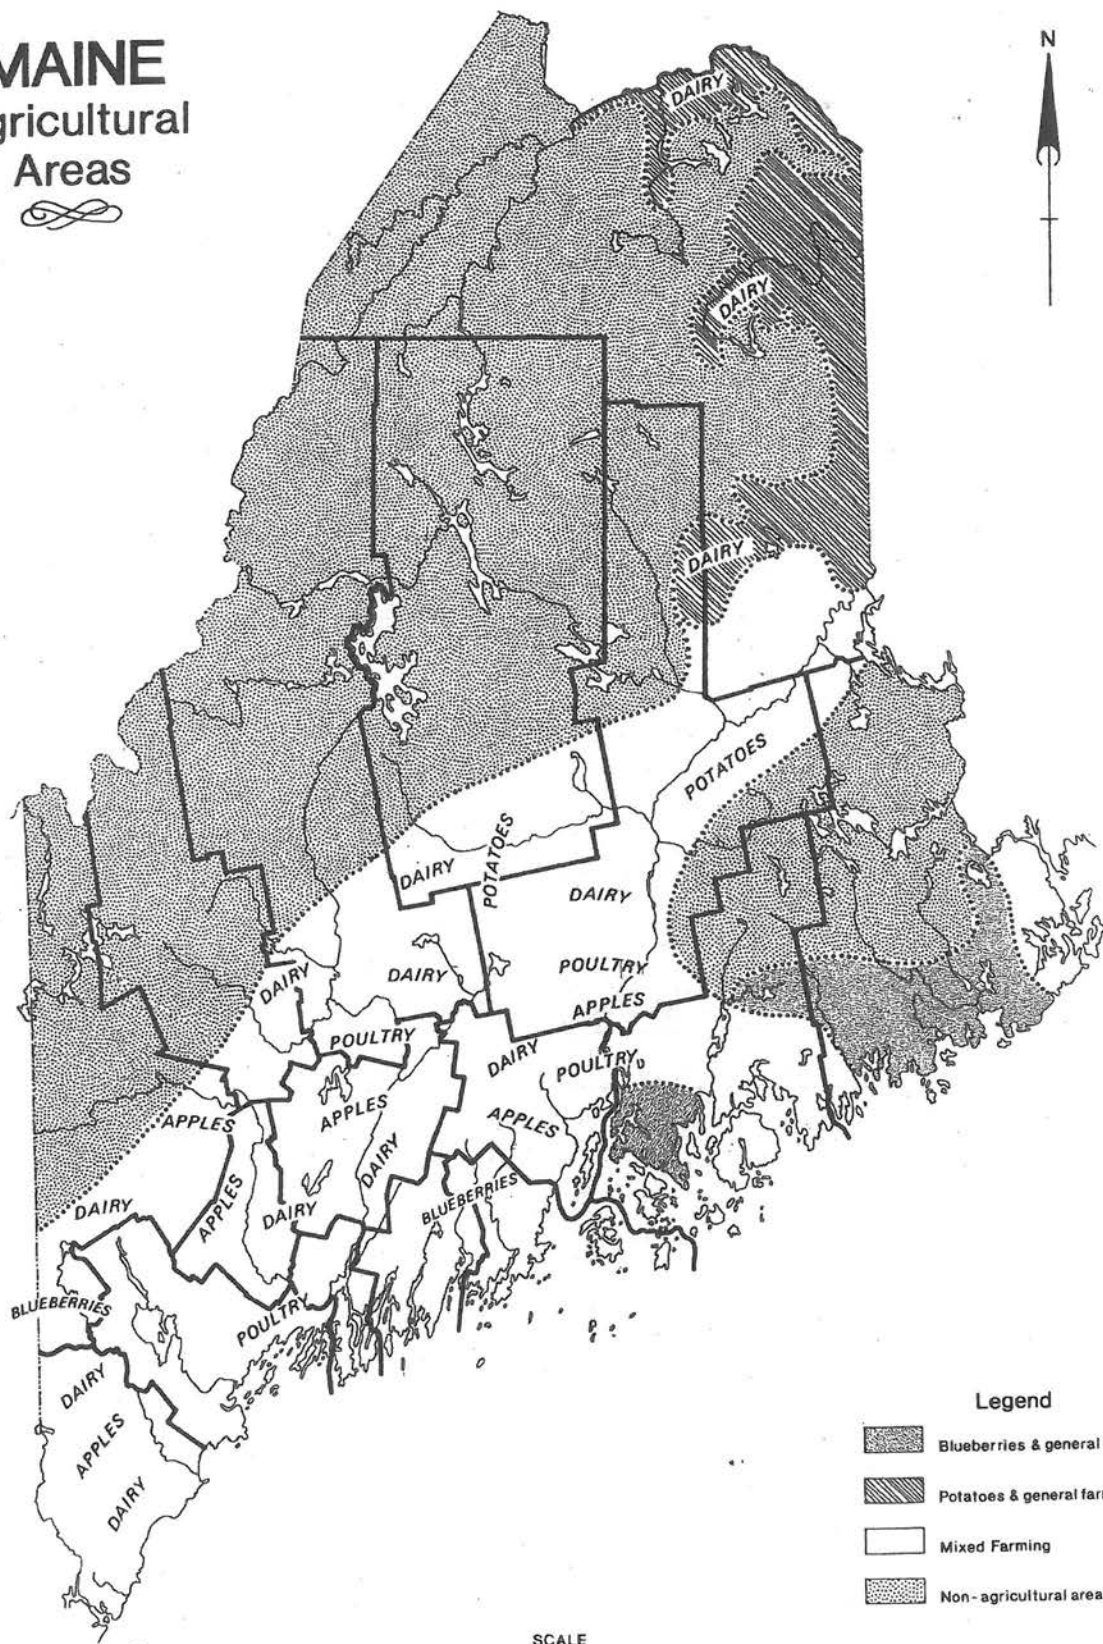 MAINE
gricultural
Areas
N
DAIRY
DAIRY
DAIRY
POTATOES
POTATOES
DAIRY
DAIRY
DAIRY
DAIRY
POULTRY
APPLES
POULTRY
DAIRY
POULTRY
APPLES
APPLES
APPLES
DAIRY
APPLES
DAIRY
DAIRY
BLUEBERRIES
BLUEBERRIES
POULTRY
DAIRY
APPLES
DAIRY
Legend
Blueberries & general
Potatoes & general far
Mixed Farming
Non-agricultural area
SCALE